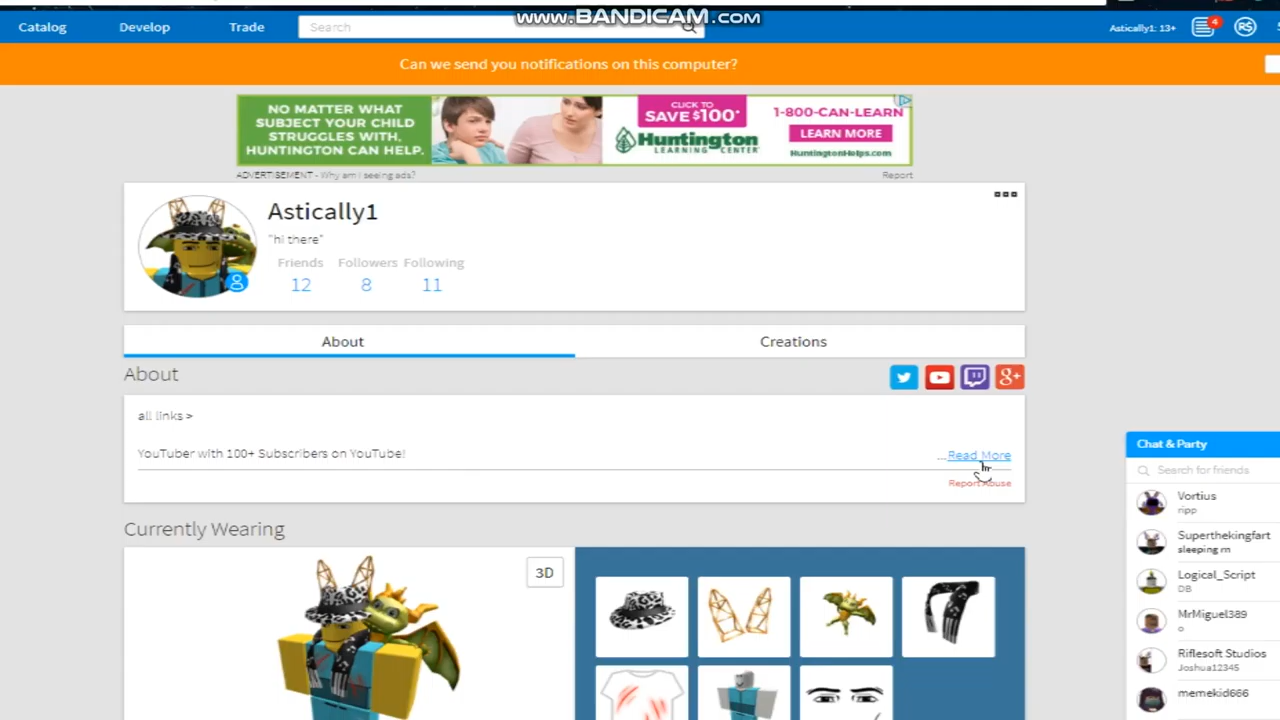 www.BANDICAM.COM
Catalog Develop Trade Search Astically1: 13+ 4 R$
Can we send you notifications on this computer?
NO MATTER WHAT
SUBJECT YOUR CHILD
STRUGGLES WITH,
HUNTINGTON CAN HELP.
CLICK TO
SAVE $100*
Huntington
LEARNING CENTER®
1-800-CAN-LEARN
LEARN MORE
HuntingtonHelps.com
ADVERTISEMENT - Why am I seeing ads? Report
Astically1
"hi there"
Friends Followers Following
12 8 11
About Creations
About
g+
all links >
YouTuber with 100+ Subscribers on YouTube! ...Read More
Report Abuse
Currently Wearing
3D
Chat & Party
Search for friends
Vortius
ripp
Superthekingfart
sleeping rn
Logical_Script
DB
MrMiguel389
o
Riflesoft Studios
Joshua12345
memekid666